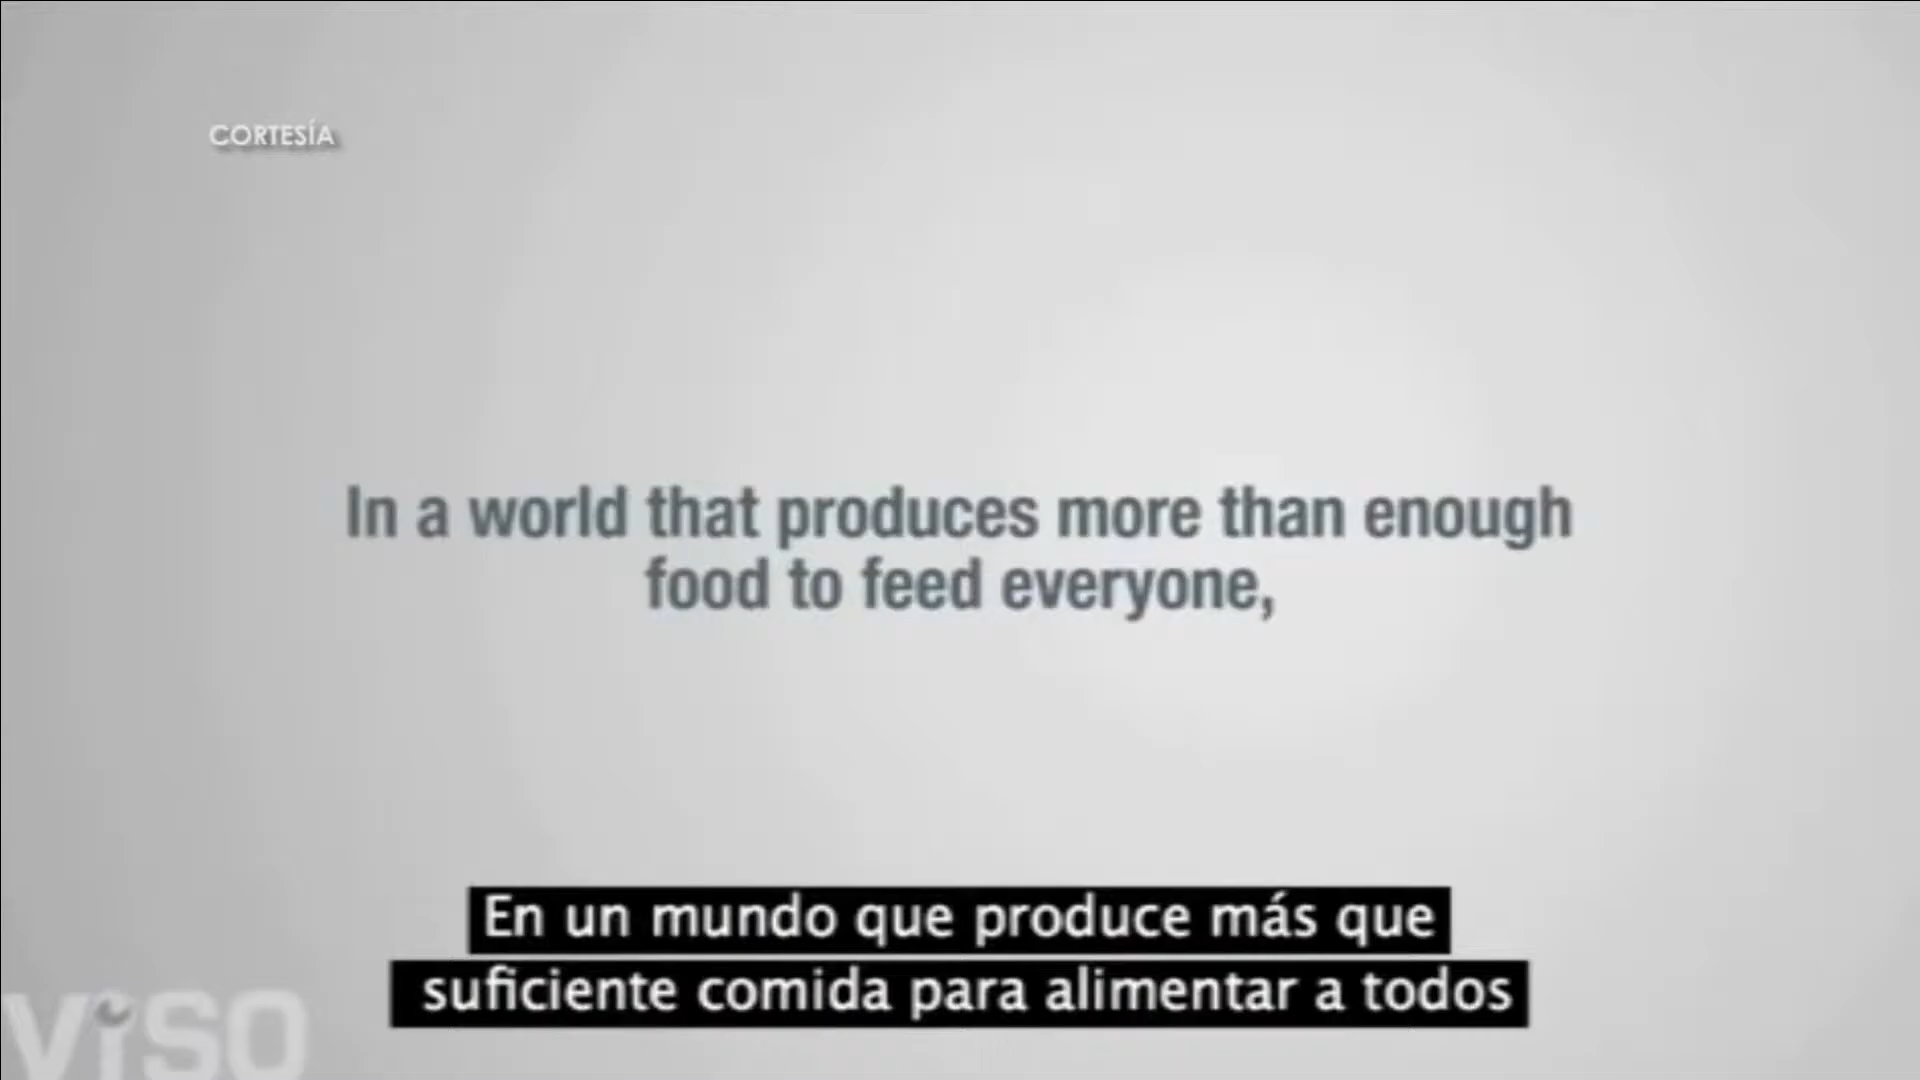 CORTESÍA
In a world that produces more than enough
food to feed everyone,
En un mundo que produce más que
suficiente comida para alimentar a todos
ViSO